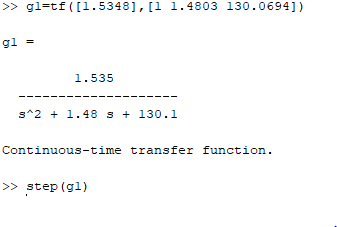 >> g1=tf([1.5348],[1 1.4803 130.0694])
g1 =
1.535
--------------------
s^2 + 1.48 s + 130.1
Continuous-time transfer function.
>> step(g1)